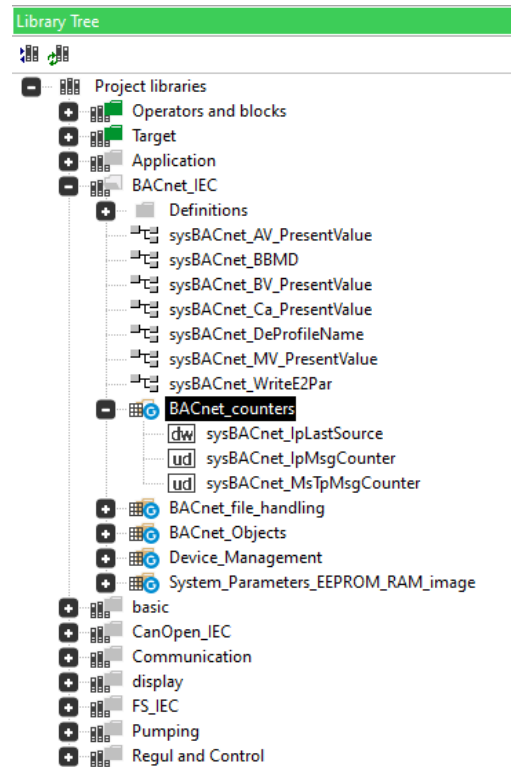 Library Tree
Project libraries
Operators and blocks
Target
Application
BACnet_IEC
Definitions
sysBACnet_AV_PresentValue
sysBACnet_BBMD
sysBACnet_BV_PresentValue
sysBACnet_Ca_PresentValue
sysBACnet_DeProfileName
sysBACnet_MV_PresentValue
sysBACnet_WriteE2Par
BACnet_counters
dw sysBACnet_IpLastSource
ud sysBACnet_IpMsgCounter
ud sysBACnet_MsTpMsgCounter
BACnet_file_handling
BACnet_Objects
Device_Management
System_Parameters_EEPROM_RAM_image
basic
CanOpen_IEC
Communication
display
FS_IEC
Pumping
Regul and Control